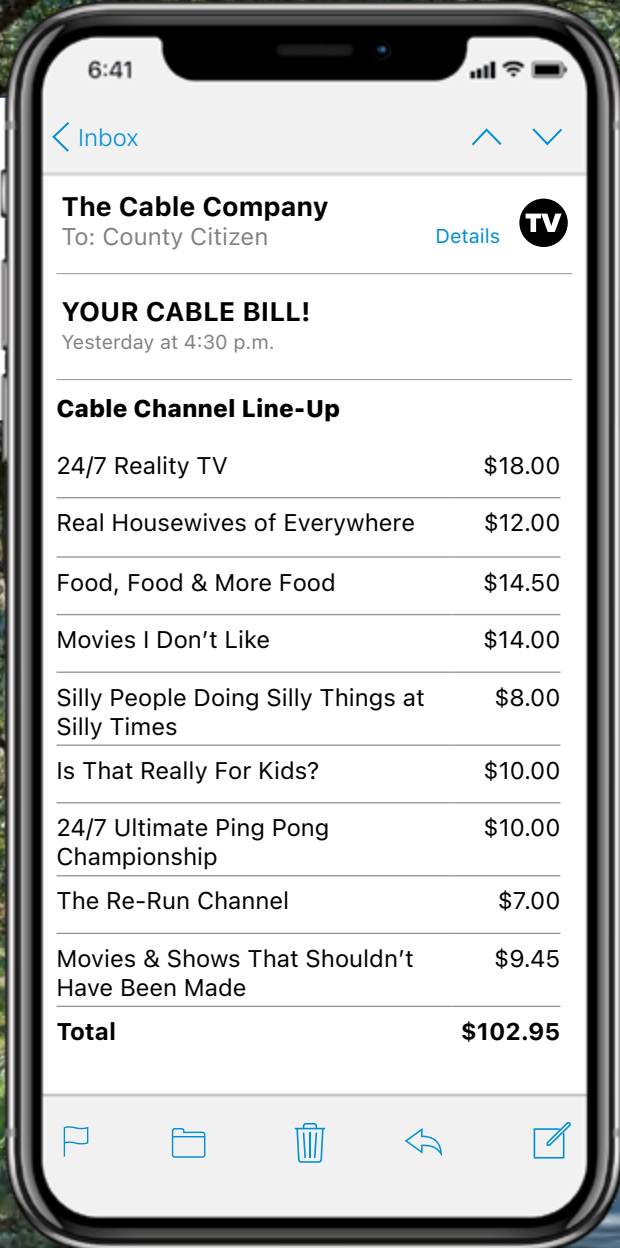 6:41
Inbox
The Cable Company
To: County Citizen
Details
TV
YOUR CABLE BILL!
Yesterday at 4:30 p.m.
Cable Channel Line-Up
24/7 Reality TV $18.00
Real Housewives of Everywhere $12.00
Food, Food & More Food $14.50
Movies I Don’t Like $14.00
Silly People Doing Silly Things at $8.00
Silly Times
Is That Really For Kids? $10.00
24/7 Ultimate Ping Pong $10.00
Championship
The Re-Run Channel $7.00
Movies & Shows That Shouldn’t $9.45
Have Been Made
Total $102.95